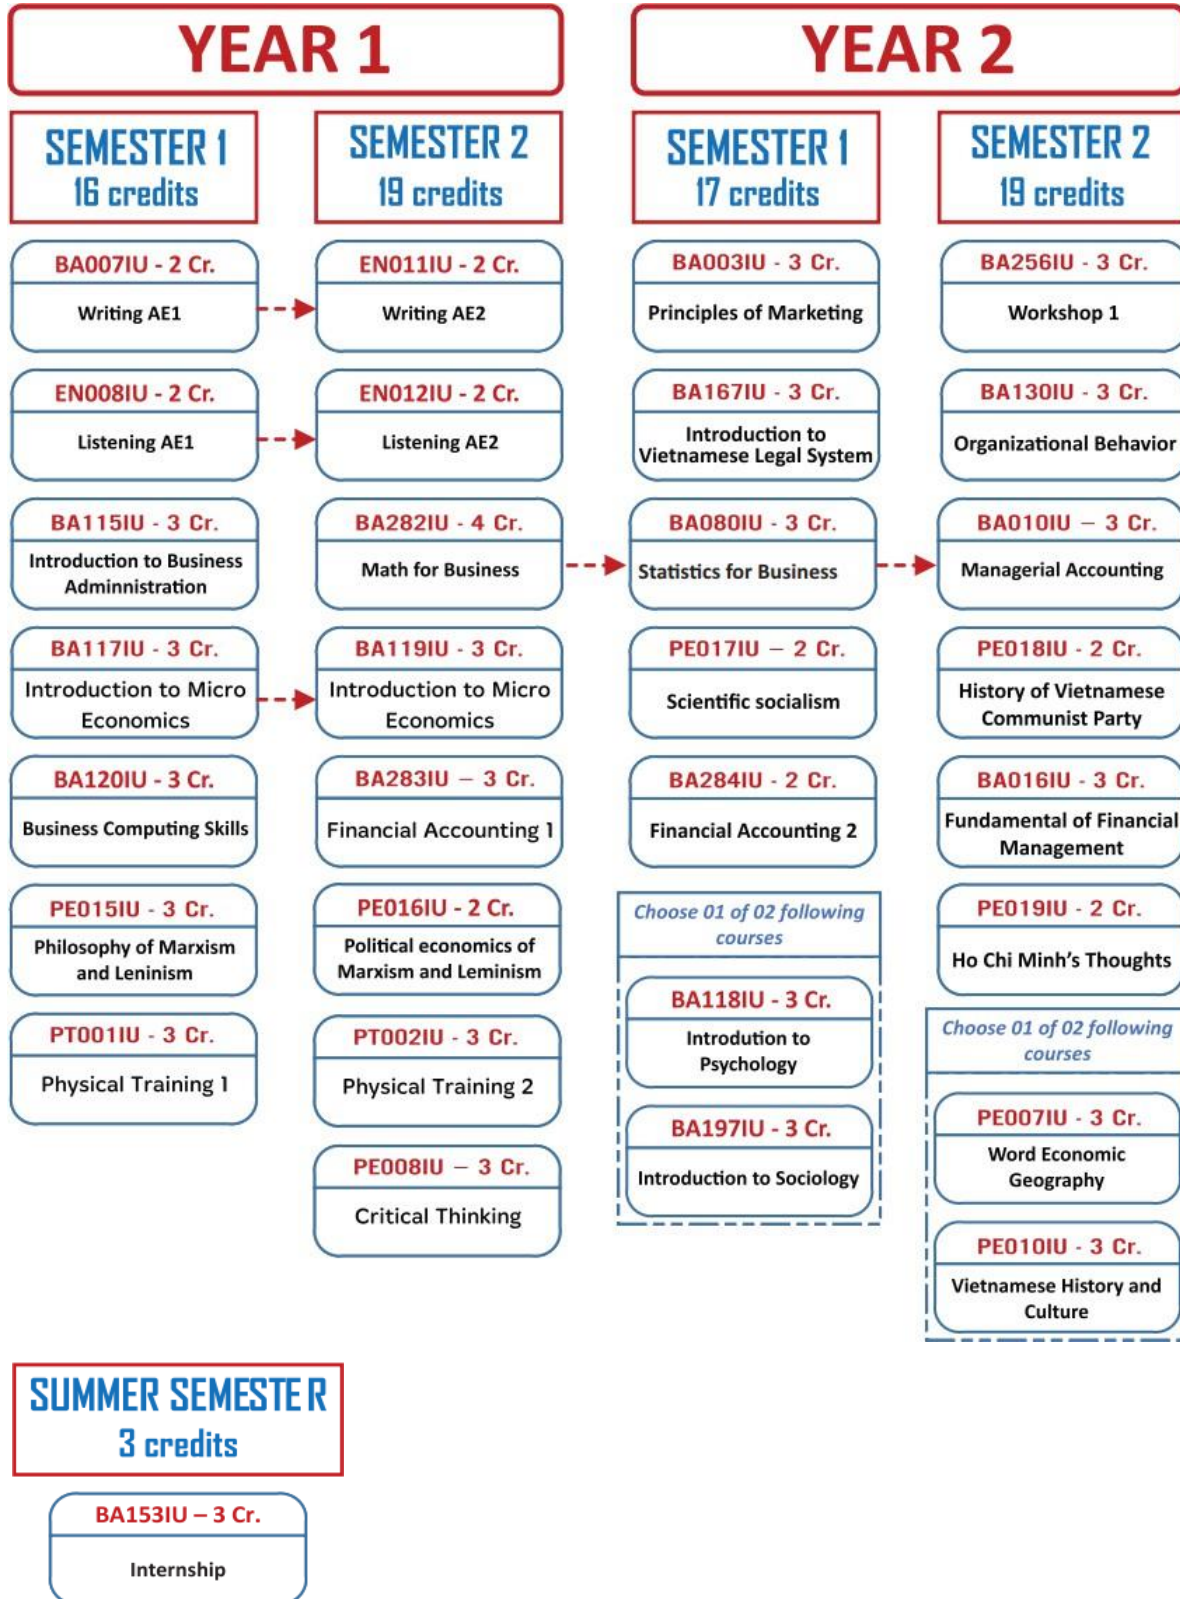 YEAR 1
SEMESTER 1
16 credits
BA007IU - 2 Cr.
Writing AE1
EN008IU - 2 Cr.
Listening AE1
BA115IU - 3 Cr.
Introduction to Business
Adminnistration
BA117IU - 3 Cr.
Introduction to Micro
Economics
BA120IU - 3 Cr.
Business Computing Skills
PE015IU - 3 Cr.
Philosophy of Marxism
and Leninism
PT001IU - 3 Cr.
Physical Training 1
SEMESTER 2
19 credits
EN011IU - 2 Cr.
Writing AE2
EN012IU - 2 Cr.
Listening AE2
BA282IU - 4 Cr.
Math for Business
BA119IU - 3 Cr.
Introduction to Micro
Economics
BA283IU – 3 Cr.
Financial Accounting 1
PE016IU - 2 Cr.
Political economics of
Marxism and Leminism
PT002IU - 3 Cr.
Physical Training 2
PE008IU – 3 Cr.
Critical Thinking
YEAR 2
SEMESTER 1
17 credits
BA003IU - 3 Cr.
Principles of Marketing
BA167IU - 3 Cr.
Introduction to
Vietnamese Legal System
BA080IU - 3 Cr.
Statistics for Business
PE017IU – 2 Cr.
Scientific socialism
BA284IU - 2 Cr.
Financial Accounting 2
Choose 01 of 02 following
courses
BA118IU - 3 Cr.
Introdution to
Psychology
BA197IU - 3 Cr.
Introduction to Sociology
SEMESTER 2
19 credits
BA256IU - 3 Cr.
Workshop 1
BA130IU - 3 Cr.
Organizational Behavior
BA010IU – 3 Cr.
Managerial Accounting
PE018IU - 2 Cr.
History of Vietnamese
Communist Party
BA016IU - 3 Cr.
Fundamental of Financial
Management
PE019IU - 2 Cr.
Ho Chi Minh's Thoughts
Choose 01 of 02 following
courses
PE007IU - 3 Cr.
Word Economic
Geography
PE010IU - 3 Cr.
Vietnamese History and
Culture
SUMMER SEMESTER
3 credits
BA153IU – 3 Cr.
Internship